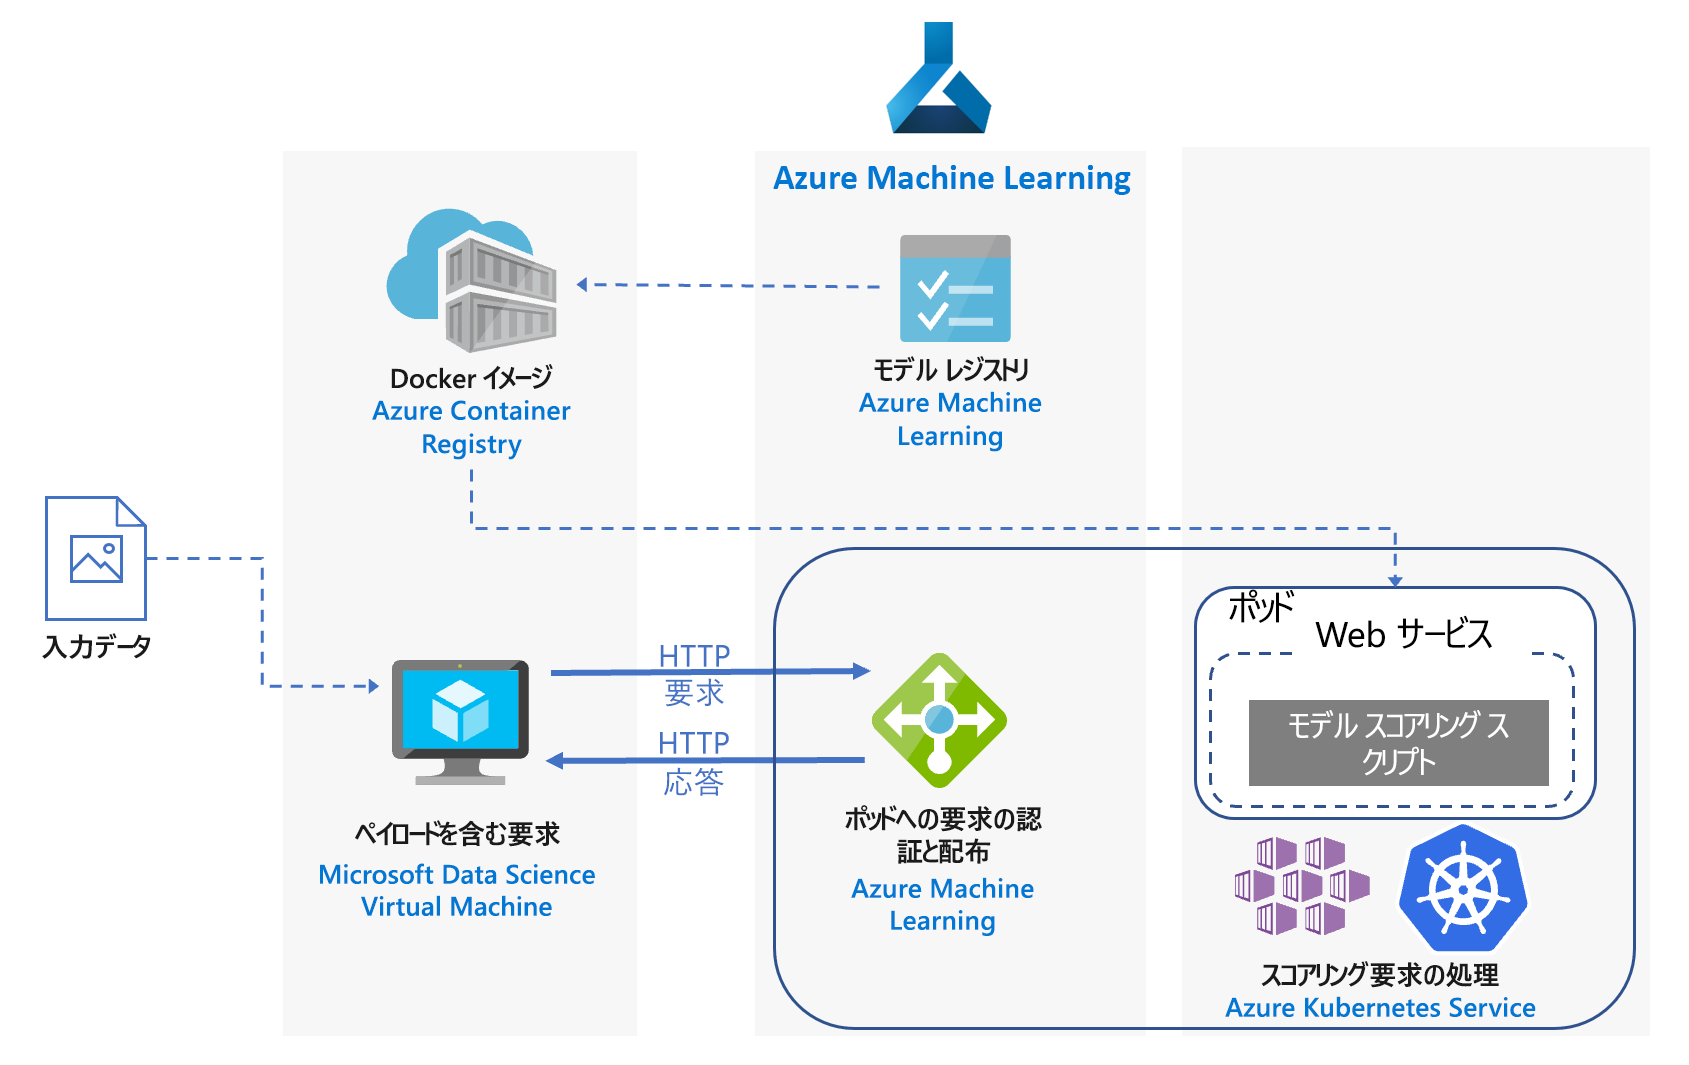 Azure Machine Learning
Docker イメージ
Azure Container
Registry
モデル レジストリ
Azure Machine
Learning
入力データ
ポッド
Web サービス
モデル スコアリング ス
クリプト
HTTP
要求
HTTP
応答
ペイロードを含む要求
Microsoft Data Science
Virtual Machine
ポッドへの要求の認
証と配布
Azure Machine
Learning
スコアリング要求の処理
Azure Kubernetes Service